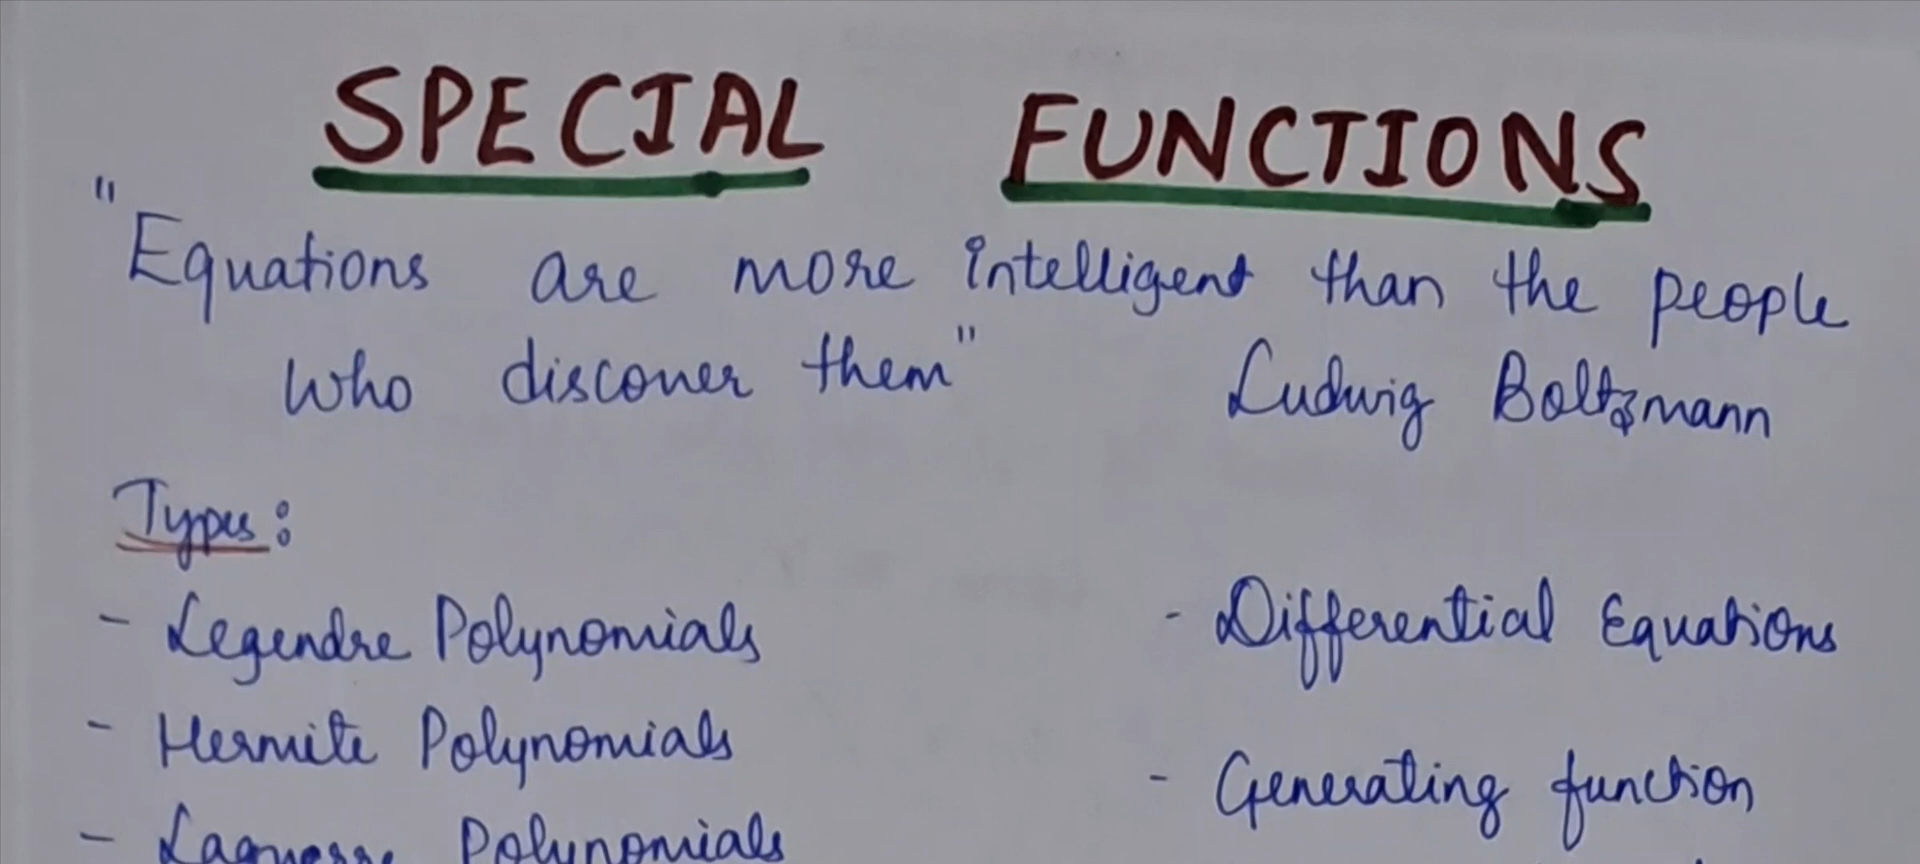 SPECIAL FUNCTIONS
"Equations are more intelligent than the people
who discover them" Ludwig Boltzmann
Types:
- Legendre Polynomials - Differential Equations
- Hermite Polynomials - Generating function
- Laguerre Polynomials